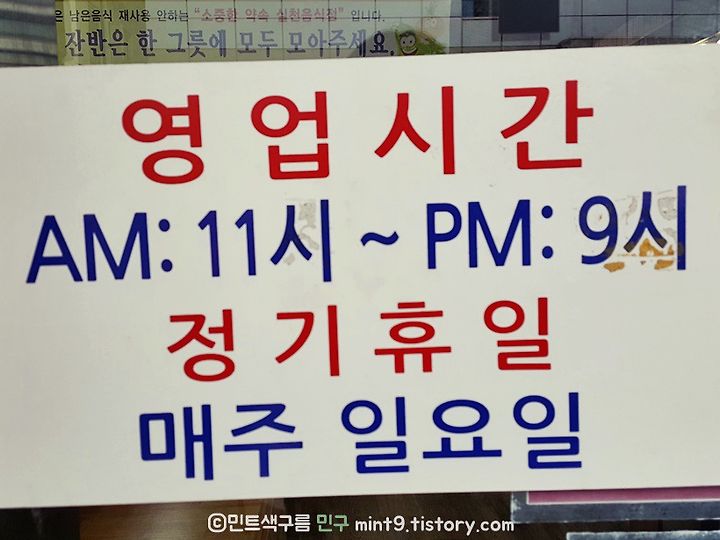 은 남은음식 재사용 안하는 "소중한 약속 실천음식점" 입니다.
잔반은 한 그릇에 모두 모아주세요.
영업시간
AM: 11시 ~ PM: 9시
정기휴일
매주 일요일
©민트색구름 민구 mint9.tistory.com